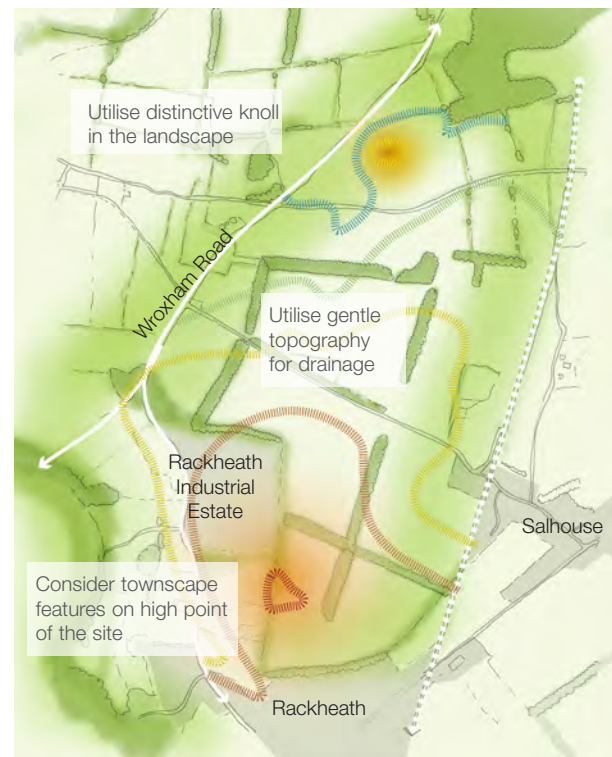 Utilise distinctive knoll
in the landscape
Wroxham Road
Utilise gentle
topography
for drainage
Rackheath
Industrial
Estate
Salhouse
Consider townscape
features on high point
of the site
Rackheath